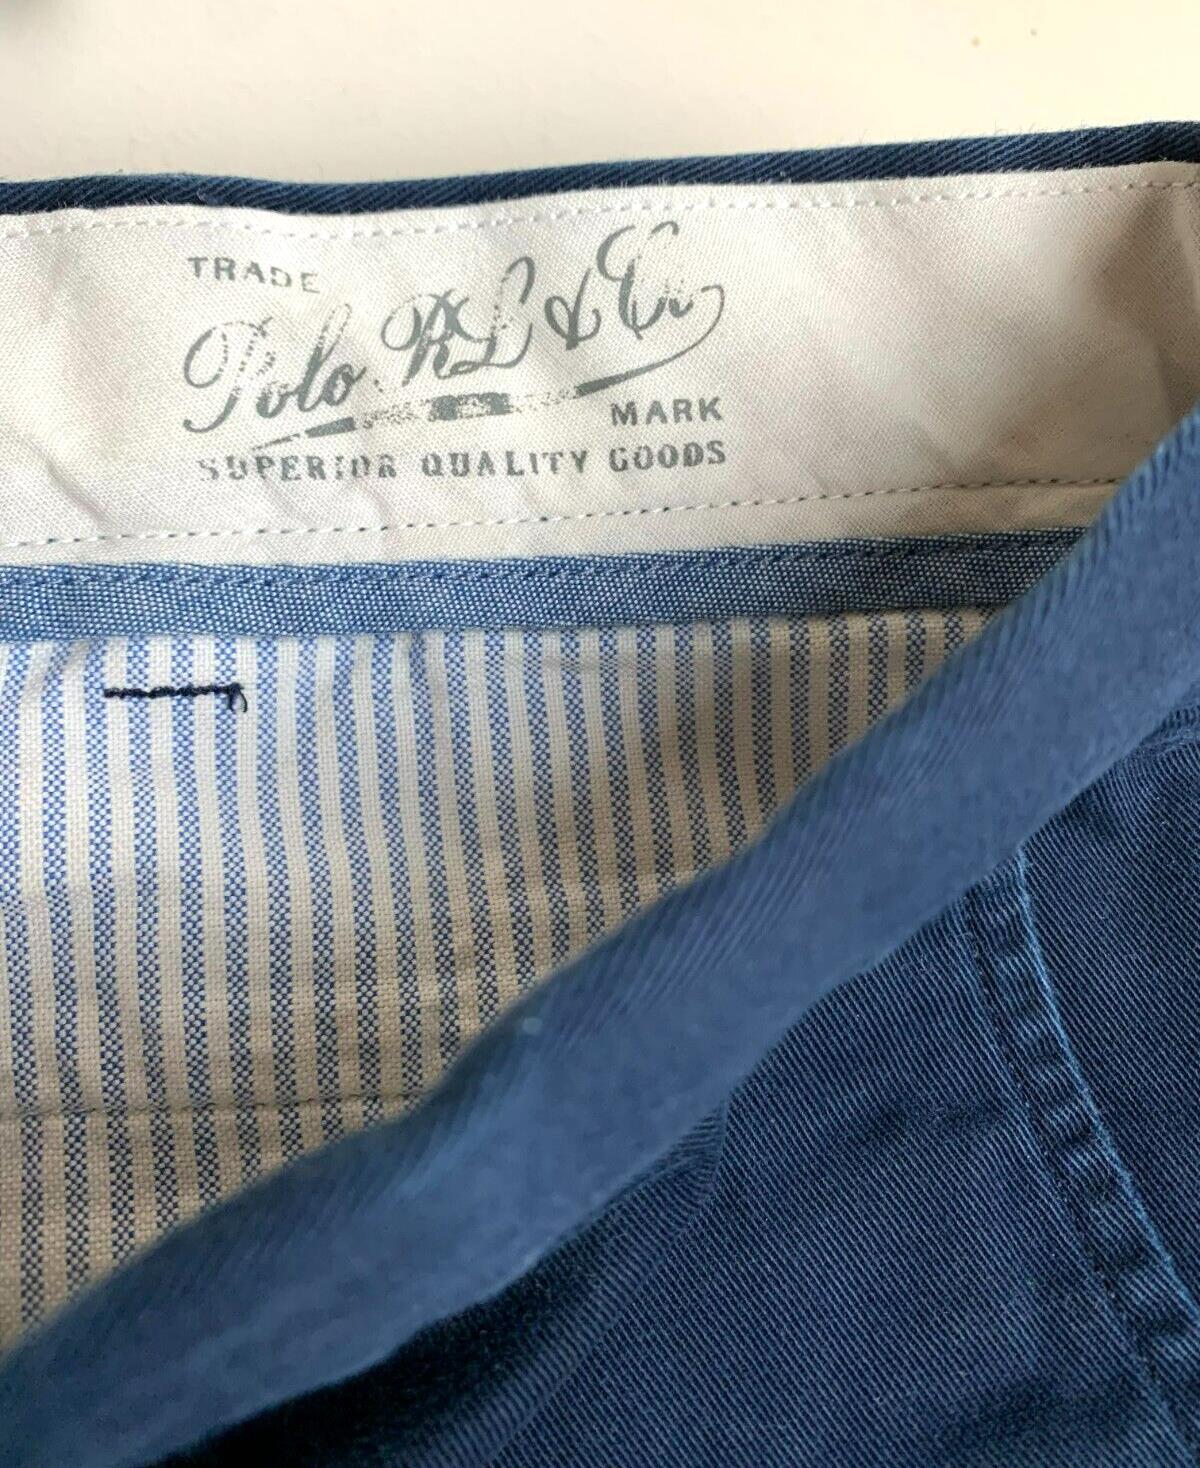 TRADE
Polo RL & Co.
MARK
SUPERIOR QUALITY GOODS